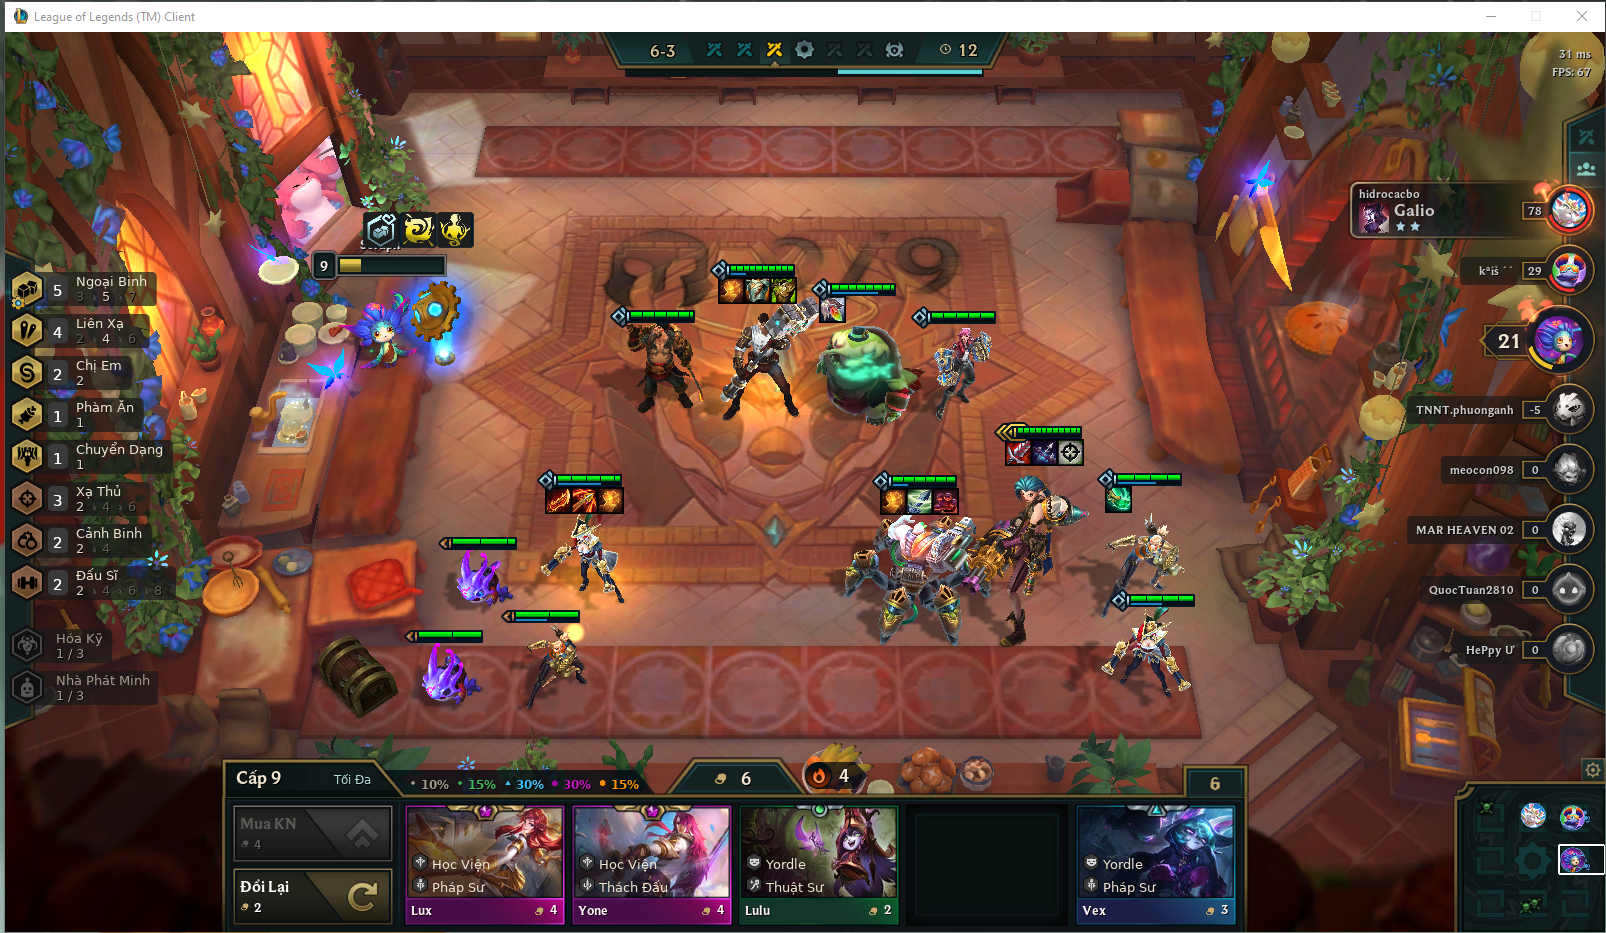 League of Legends (TM) Client
6-3
12
31 ms
FPS: 67
hidrocacbo
Galio
78
29
21
TNNT.phuonganh
-5
meocon098
0
MAR HEAVEN 02
0
QuocTuan2810
0
HePpy Ư
0
9
5
Ngoại Binh
3 5 7
4
Liên Xạ
2 4 6
2
Chị Em
2
1
Phàm Ăn
1
1
Chuyển Dạng
1
3
Xạ Thủ
2 4 6
2
Cảnh Binh
2 4
2
Đấu Sĩ
2 4 6 8
Hóa Kỹ
1 / 3
Nhà Phát Minh
1 / 3
Cấp 9
Tối Đa
10% 15% 30% 30% 15%
6
4
6
Mua KN
4
Đổi Lại
2
Học Viện
Pháp Sư
Lux
4
Học Viện
Thách Đấu
Yone
4
Yordle
Thuật Sư
Lulu
2
Yordle
Pháp Sư
Vex
3